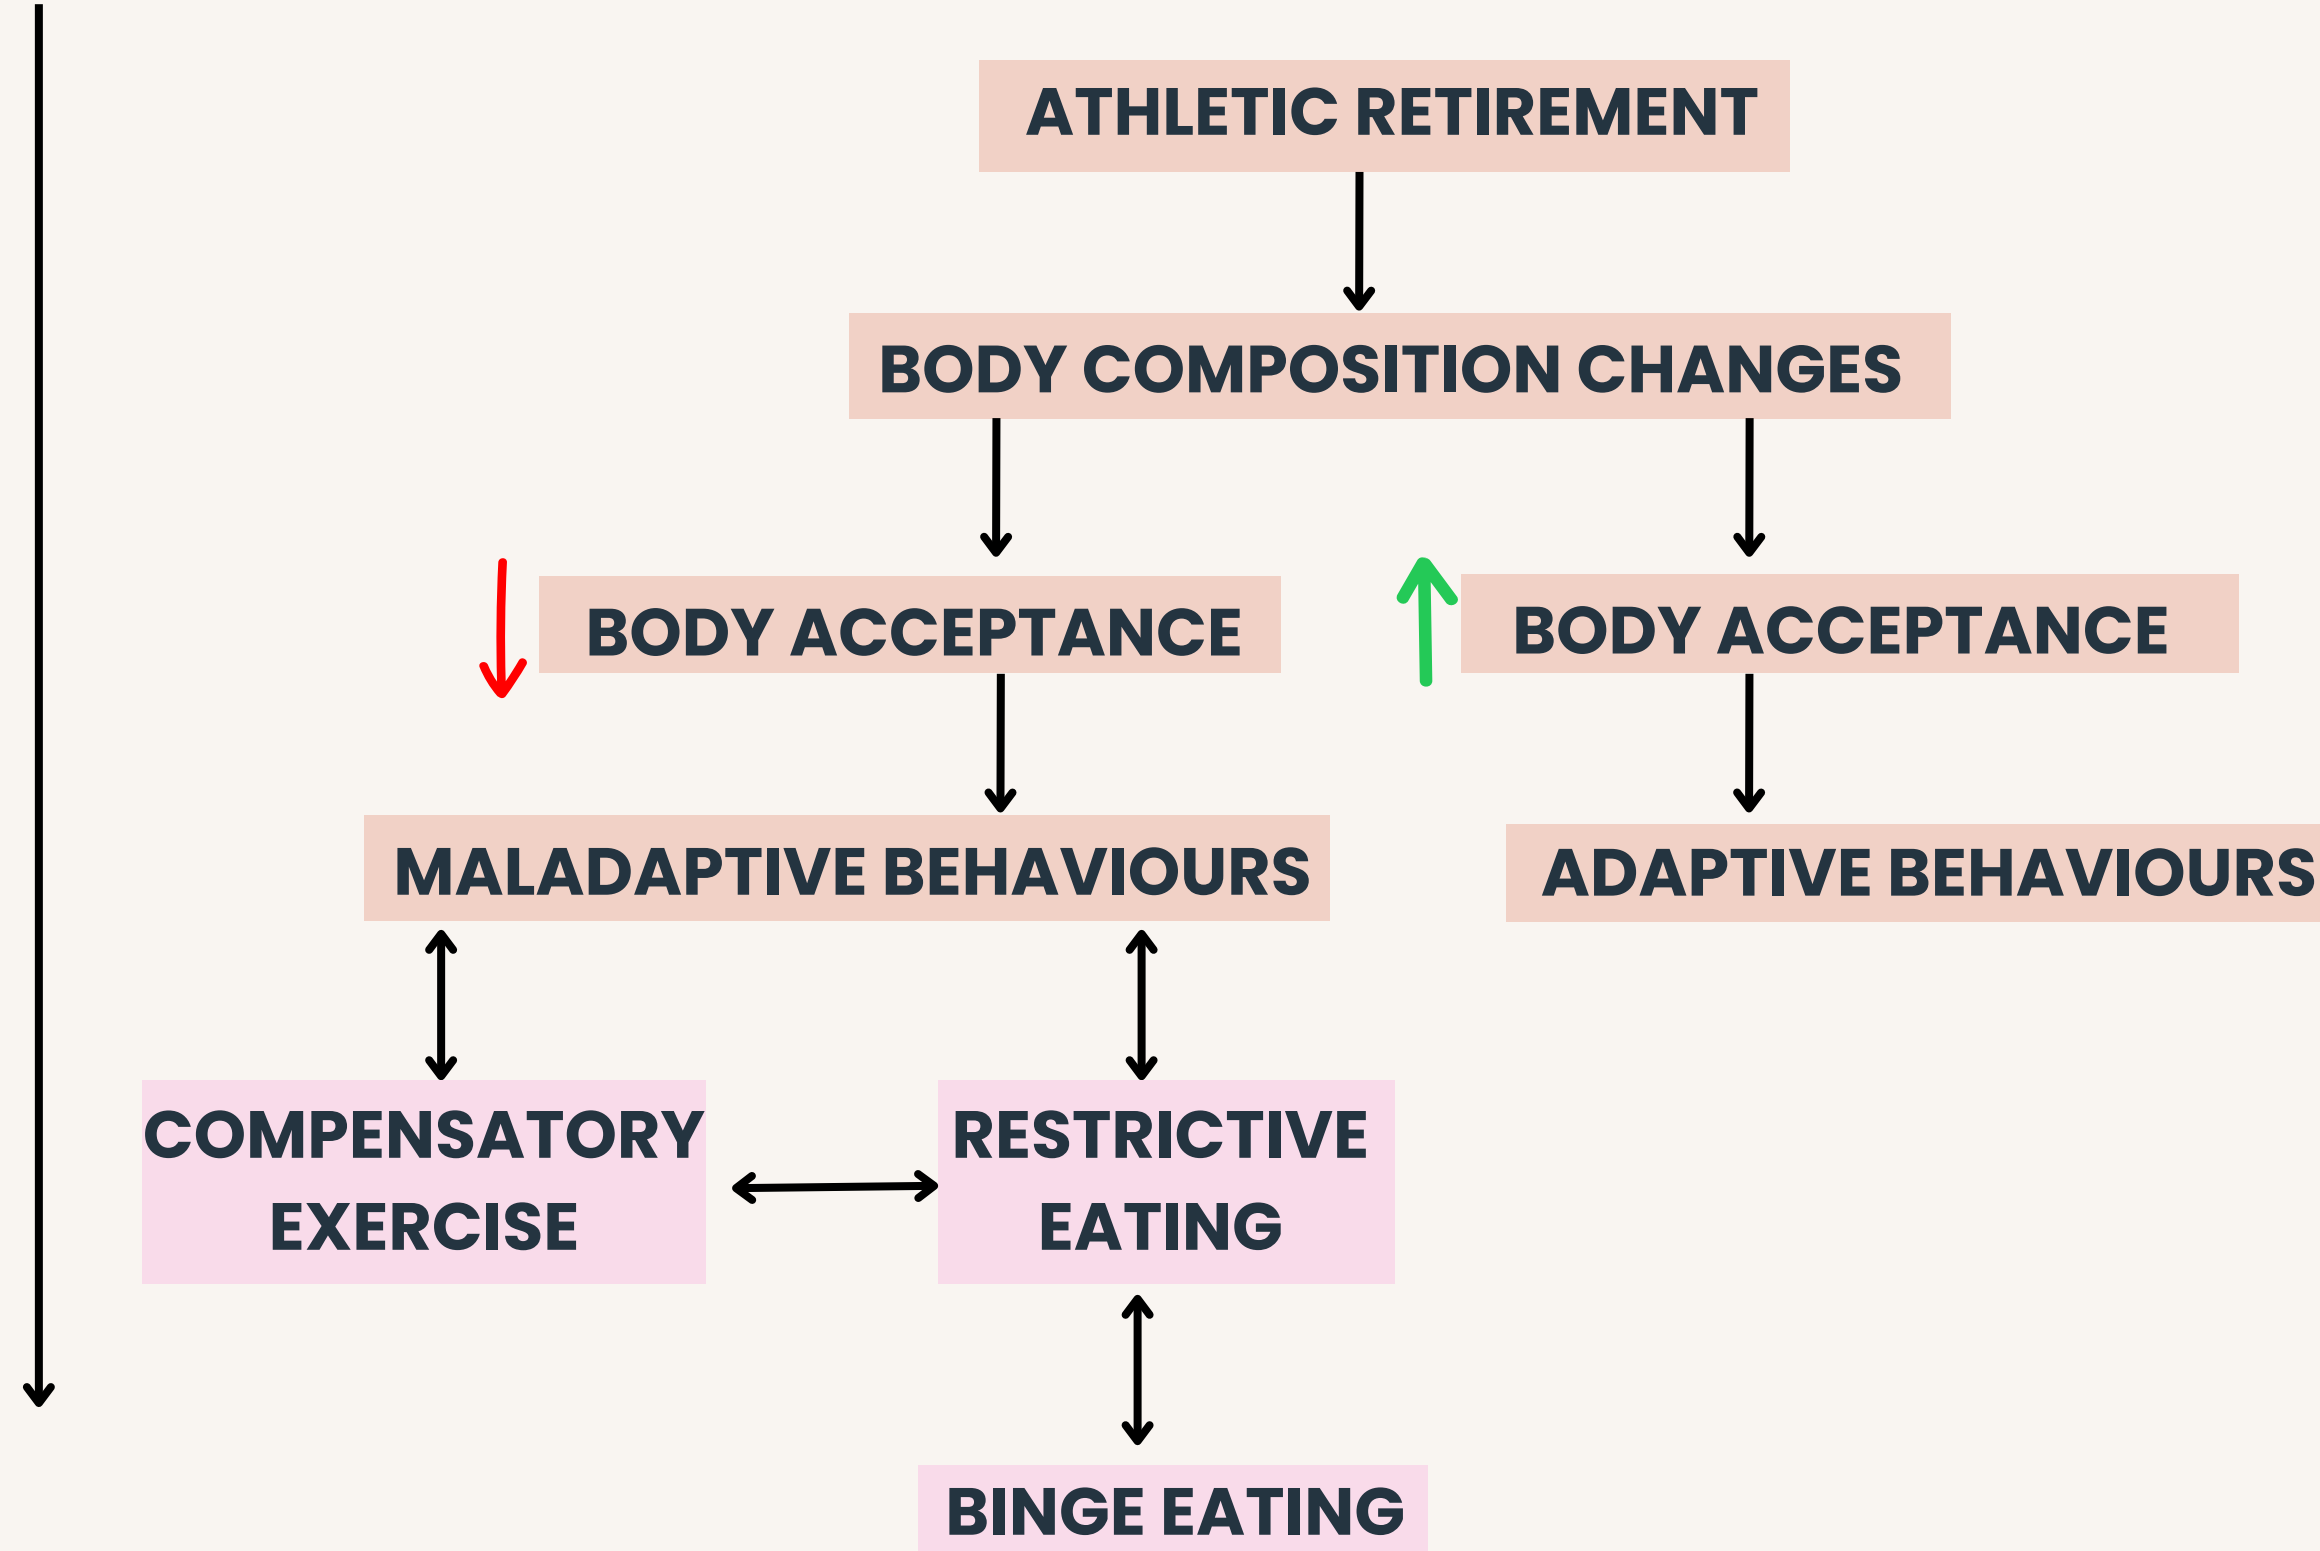 ATHLETIC RETIREMENT
BODY COMPOSITION CHANGES
BODY ACCEPTANCE
BODY ACCEPTANCE
MALADAPTIVE BEHAVIOURS
ADAPTIVE BEHAVIOURS
COMPENSATORY
EXERCISE
RESTRICTIVE
EATING
BINGE EATING